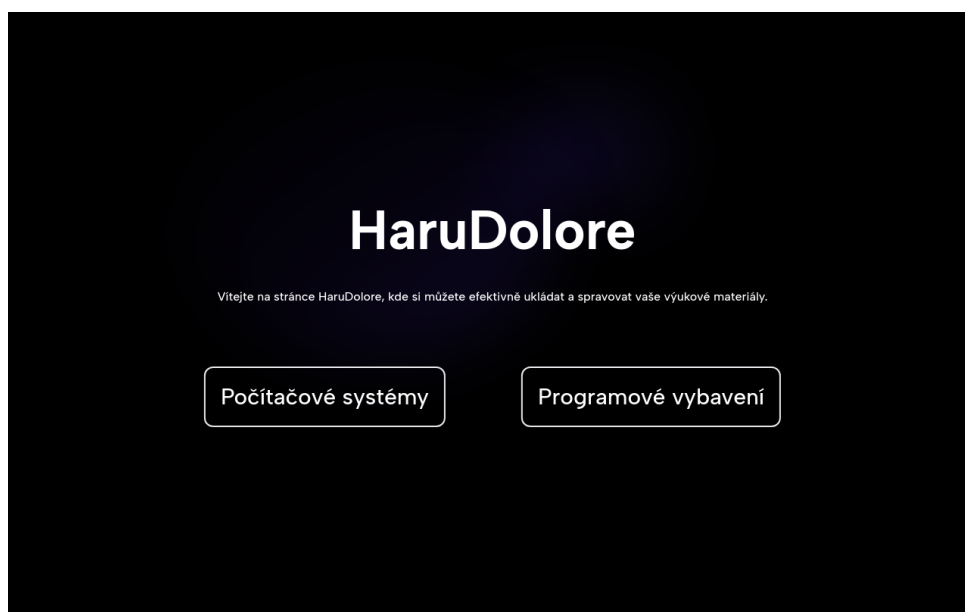 HaruDolore
Vítejte na stránce HaruDolore, kde si můžete efektivně ukládat a spravovat vaše výukové materiály.
Počítačové systémy
Programové vybavení